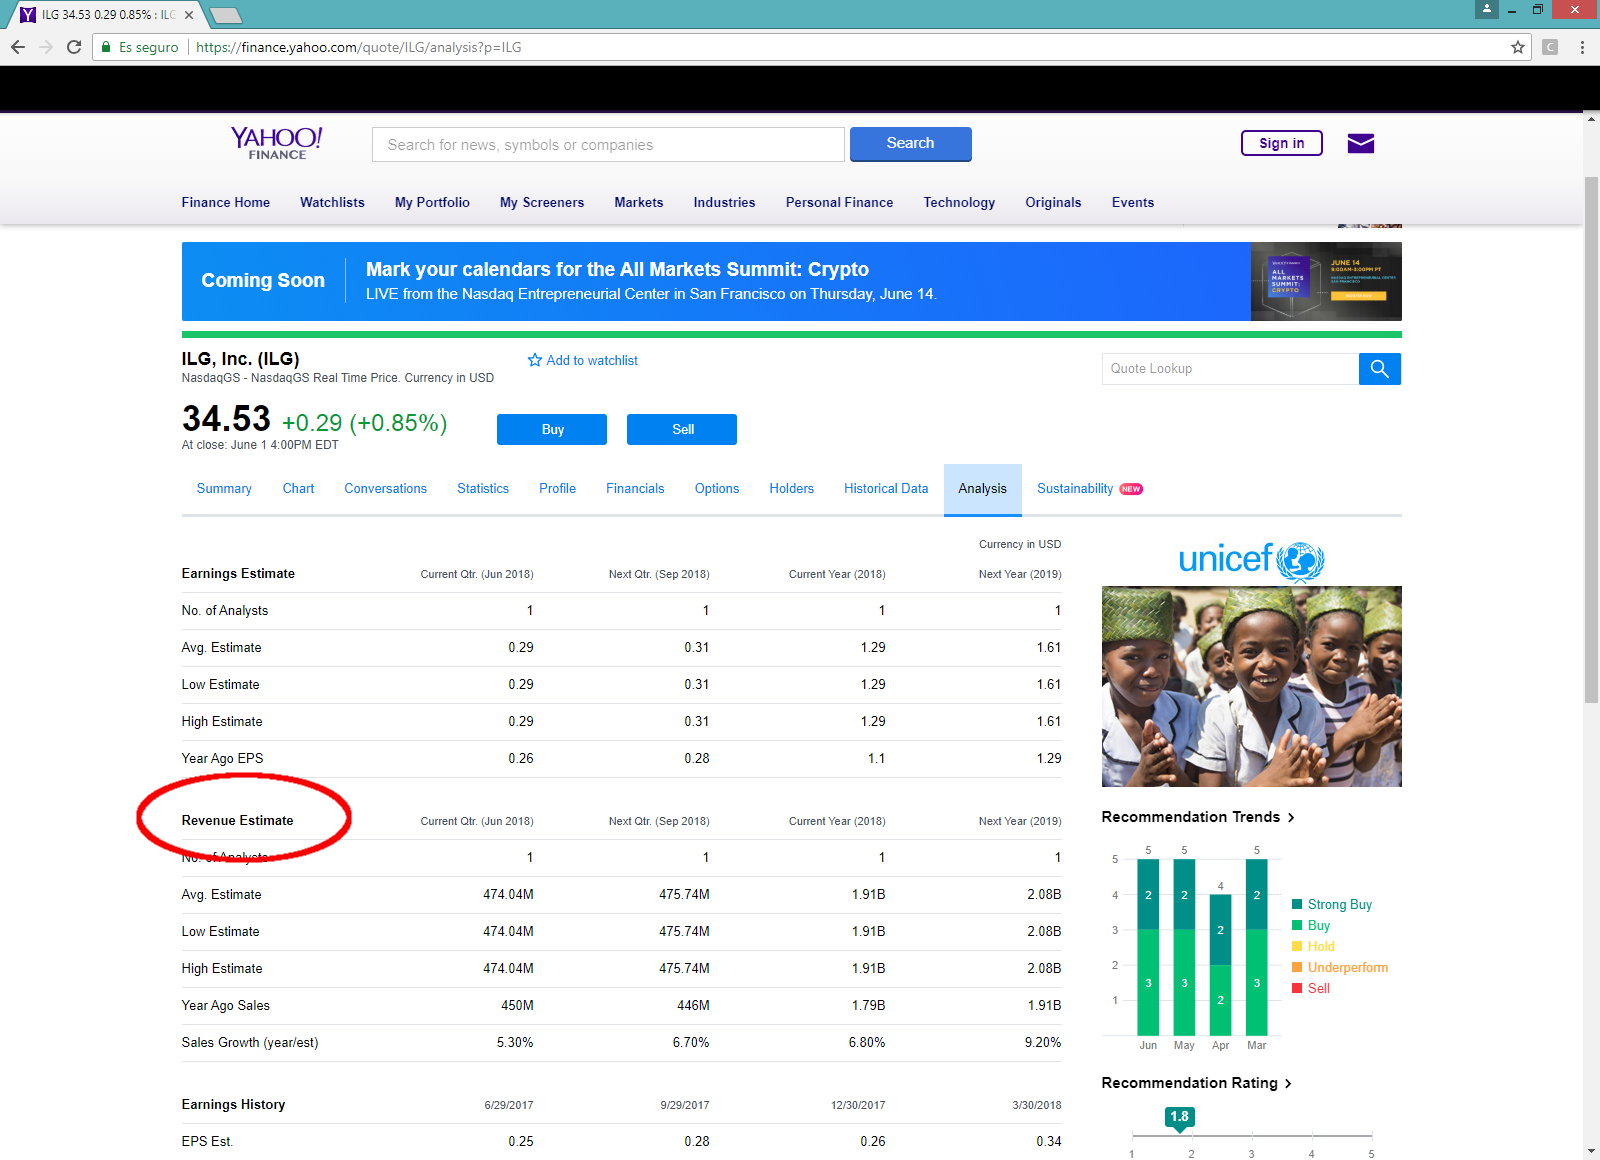 ILG 34.53 0.29 0.85% : ILG
Es seguro https://finance.yahoo.com/quote/ILG/analysis?p=ILG
YAHOO!
FINANCE
Search for news, symbols or companies
Search
Sign in
Finance Home Watchlists My Portfolio My Screeners Markets Industries Personal Finance Technology Originals Events
Coming Soon
Mark your calendars for the All Markets Summit: Crypto
LIVE from the Nasdaq Entrepreneurial Center in San Francisco on Thursday, June 14.
ALL
MARKETS
SUMMIT:
CRYPTO
JUNE 14
9:00AM-3:00PM PT
ILG, Inc. (ILG)
Add to watchlist
NasdaqGS - NasdaqGS Real Time Price. Currency in USD
Quote Lookup
34.53 +0.29 (+0.85%)
At close: June 1 4:00PM EDT
Buy
Sell
Summary Chart Conversations Statistics Profile Financials Options Holders Historical Data Analysis Sustainability NEW
Currency in USD
Earnings Estimate Current Qtr. (Jun 2018) Next Qtr. (Sep 2018) Current Year (2018) Next Year (2019)
No. of Analysts 1 1 1 1
Avg. Estimate 0.29 0.31 1.29 1.61
Low Estimate 0.29 0.31 1.29 1.61
High Estimate 0.29 0.31 1.29 1.61
Year Ago EPS 0.26 0.28 1.1 1.29
Revenue Estimate Current Qtr. (Jun 2018) Next Qtr. (Sep 2018) Current Year (2018) Next Year (2019)
No. of Analysts 1 1 1 1
Avg. Estimate 474.04M 475.74M 1.91B 2.08B
Low Estimate 474.04M 475.74M 1.91B 2.08B
High Estimate 474.04M 475.74M 1.91B 2.08B
Year Ago Sales 450M 446M 1.79B 1.91B
Sales Growth (year/est) 5.30% 6.70% 6.80% 9.20%
Earnings History 6/29/2017 9/29/2017 12/30/2017 3/30/2018
EPS Est. 0.25 0.28 0.26 0.34
unicef
Recommendation Trends
5 5 4 5
5
4
3
2
1
2 2 2 2
3 3 2 3
Jun May Apr Mar
Strong Buy
Buy
Hold
Underperform
Sell
Recommendation Rating
1.8
1 2 3 4 5